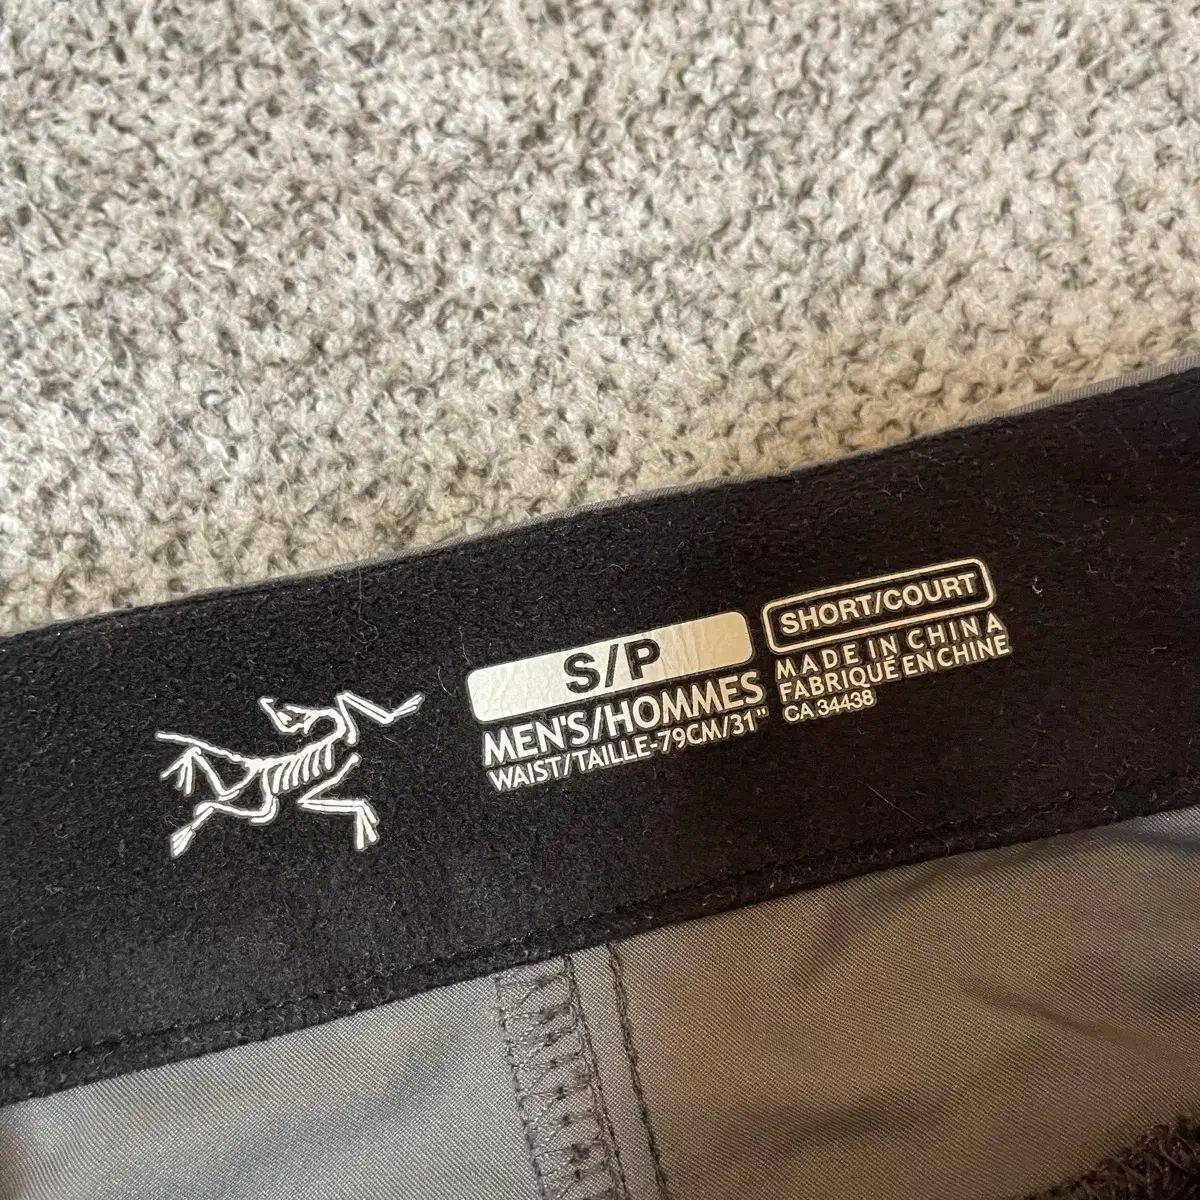 S/P
MEN'S/HOMMES
WAIST/TAILLE-79CM/31"
SHORT/COURT
MADE IN CHINA
FABRIQUÉ EN CHINE
CA 34438